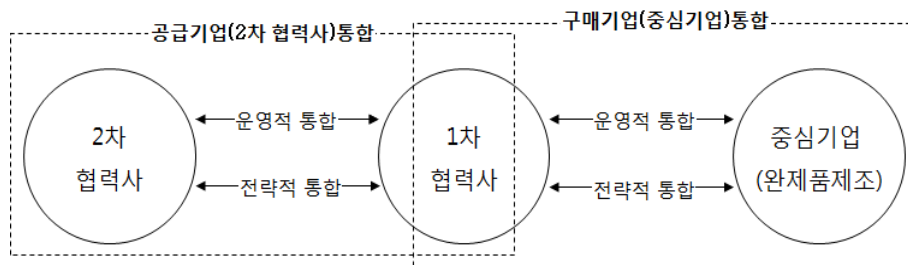 공급기업(2차 협력사)통합
구매기업(중심기업)통합
2차
협력사
운영적 통합
전략적 통합
1차
협력사
운영적 통합
전략적 통합
중심기업
(완제품제조)